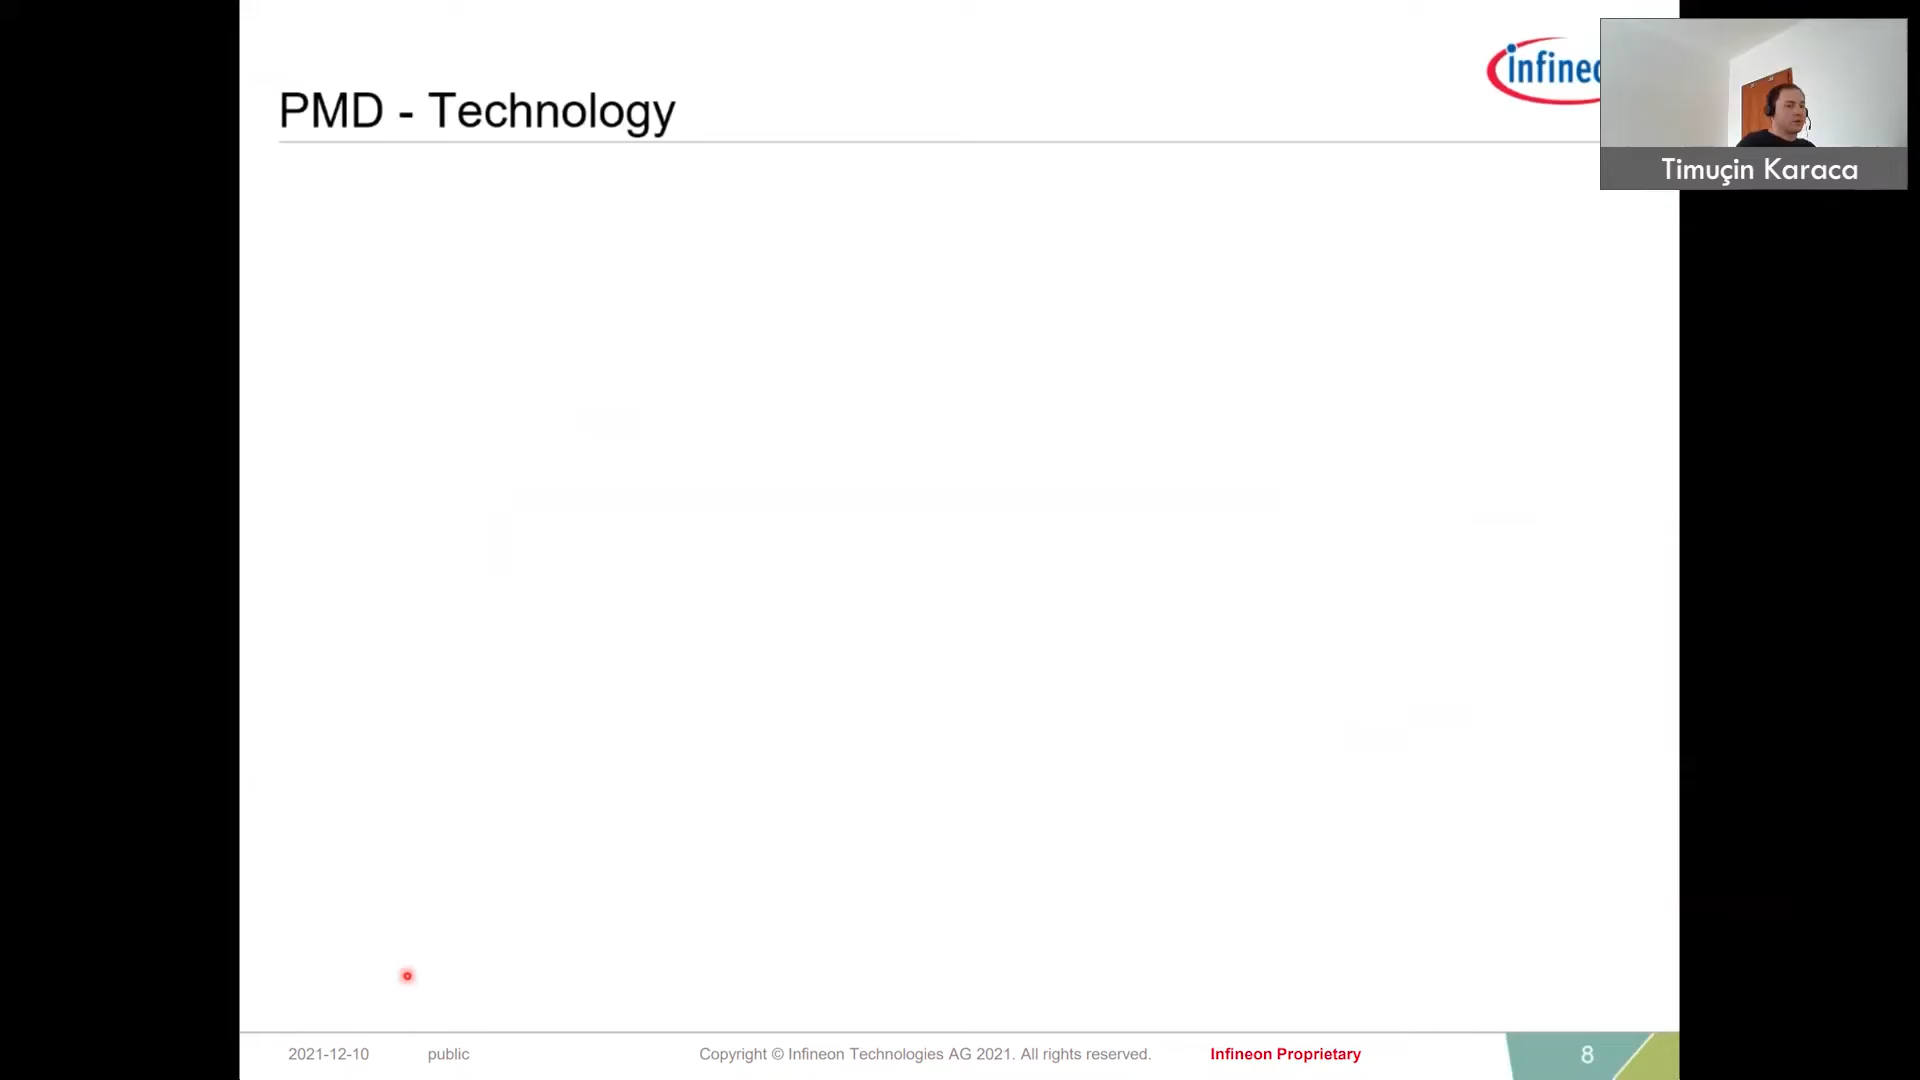 infineo
PMD - Technology
Timuçin Karaca
2021-12-10 public Copyright © Infineon Technologies AG 2021. All rights reserved. Infineon Proprietary 8